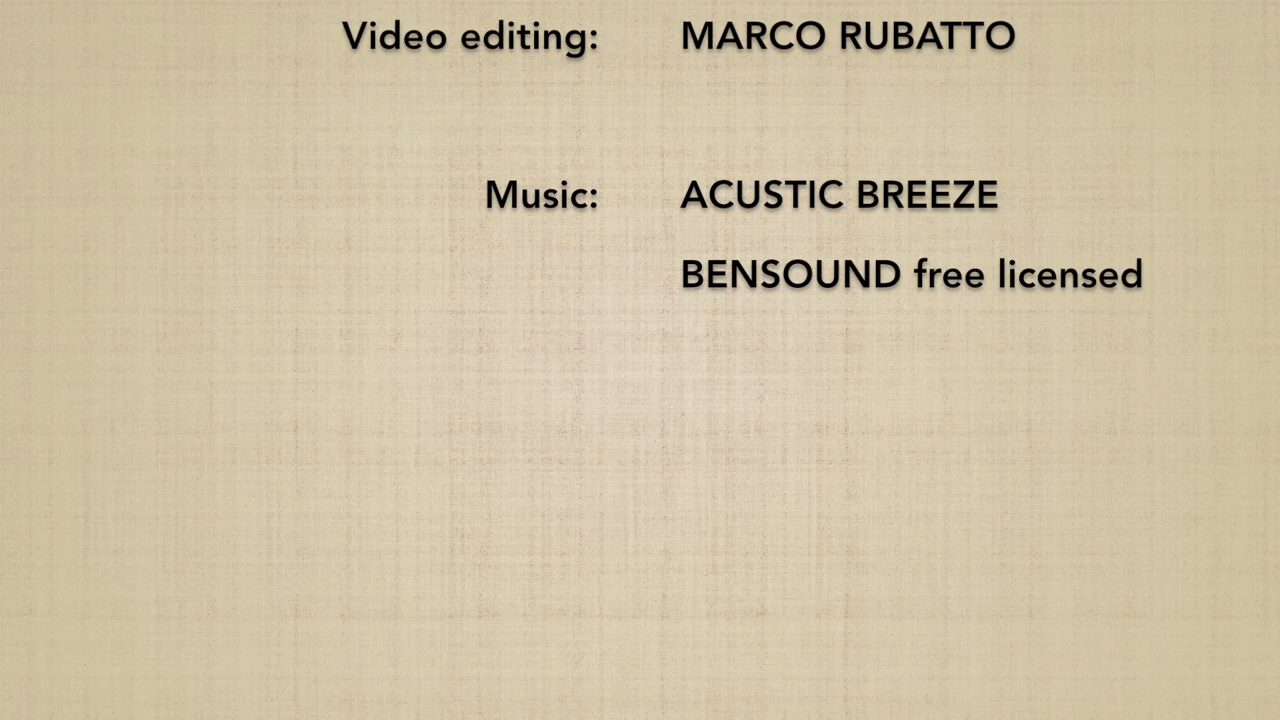 Video editing: MARCO RUBATTO
Music: ACUSTIC BREEZE
BENSOUND free licensed